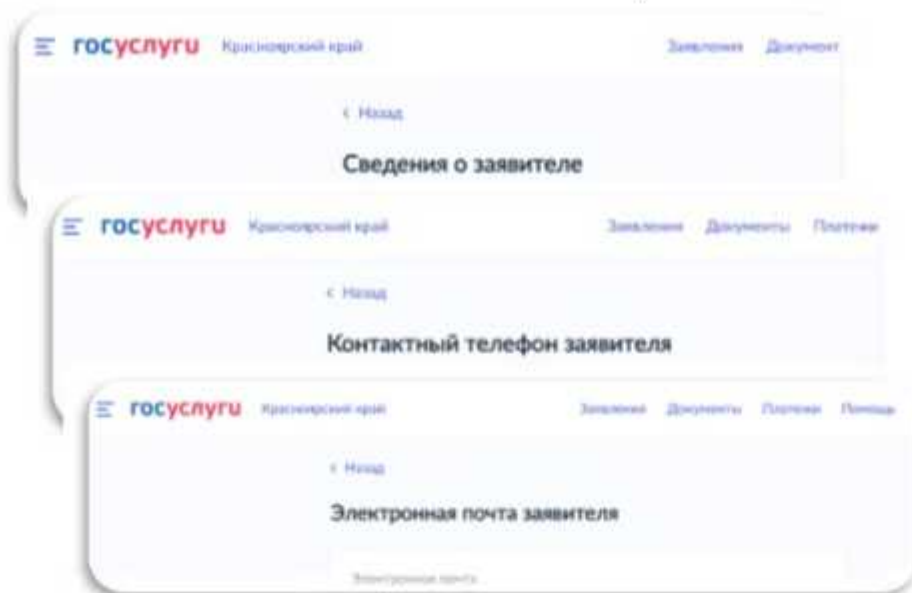 госуслуги Красноярский край Заявления Документ
Назад
Сведения о заявителе
госуслуги Красноярский край Заявления Документы Платежи
Назад
Контактный телефон заявителя
госуслуги Красноярский край Заявления Документы Платежи Помощь
Назад
Электронная почта заявителя
Электронная почта